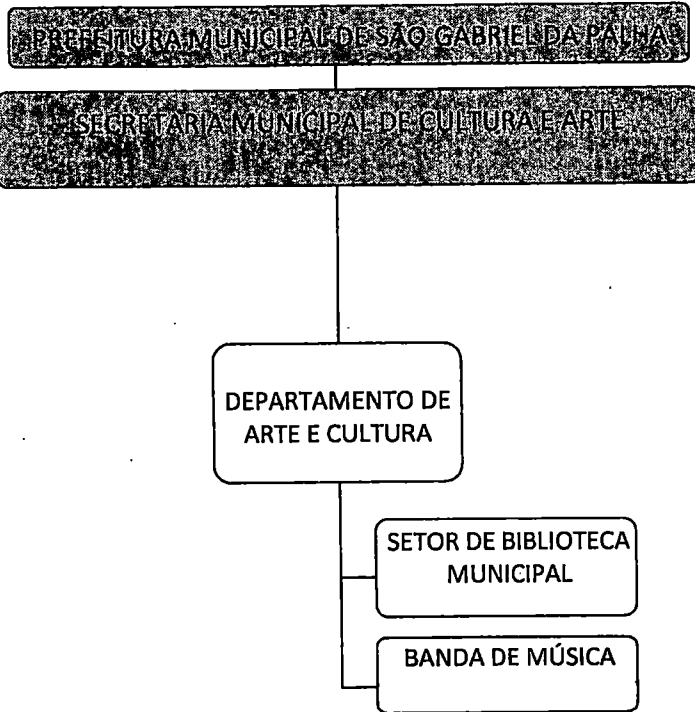 PREFEITURA MUNICIPAL DE SÃO GABRIEL DA PALHA
SECRETARIA MUNICIPAL DE CULTURA E ARTE
DEPARTAMENTO DE
ARTE E CULTURA
SETOR DE BIBLIOTECA
MUNICIPAL
BANDA DE MÚSICA